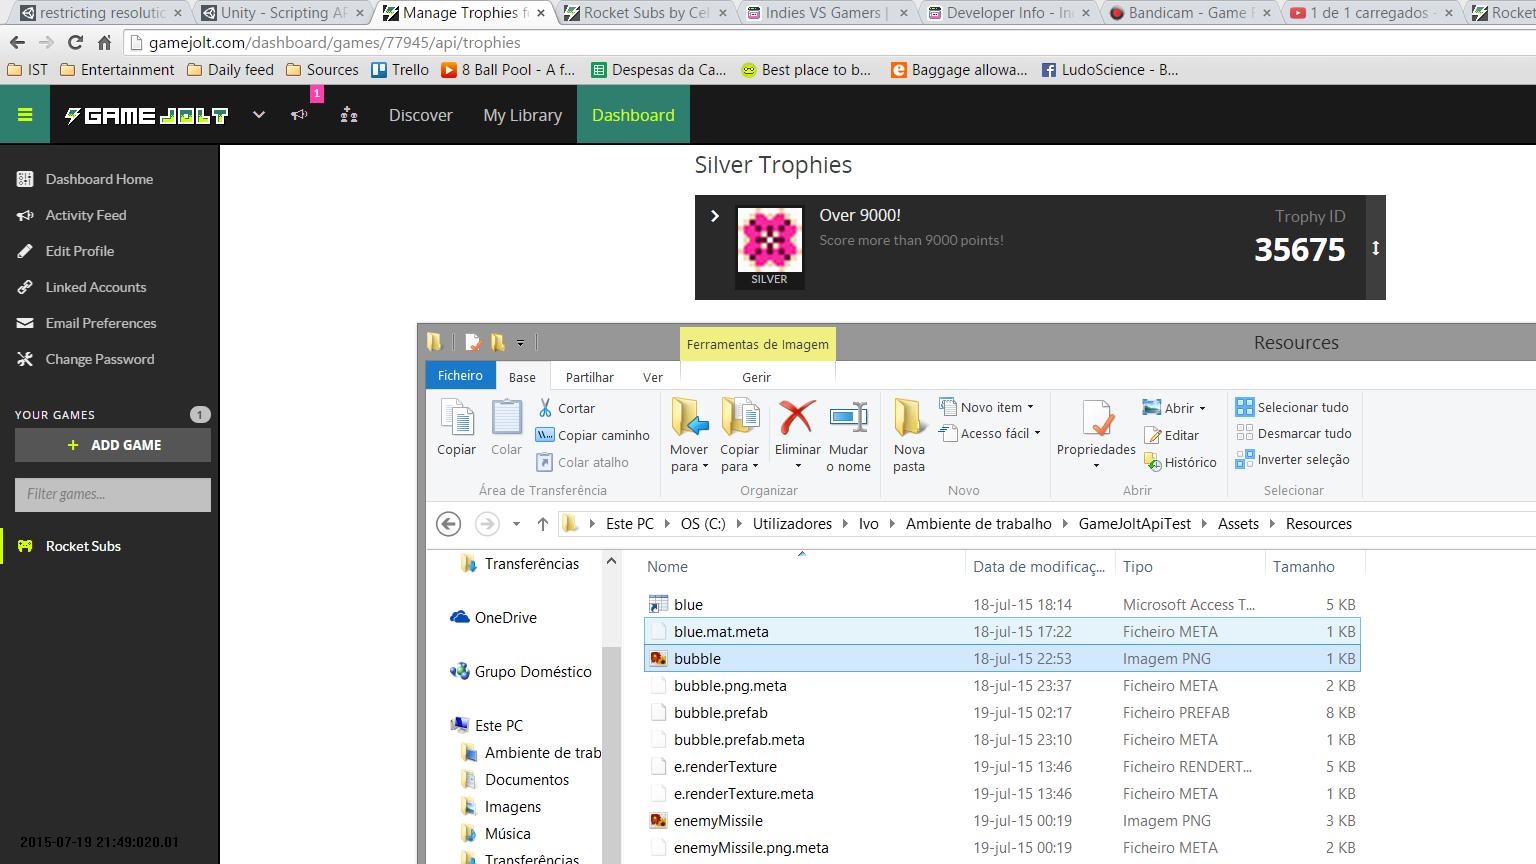 restricting resolutic
Unity - Scripting AP
Manage Trophies f
Rocket Subs by Cel
Indies VS Gamers |
Developer Info - In
Bandicam - Game F
1 de 1 carregados -
Rocket
gamejolt.com/dashboard/games/77945/api/trophies
IST
Entertainment
Daily feed
Sources
Trello
8 Ball Pool - A f...
Despesas da Ca...
Best place to b...
Baggage allowa...
LudoScience - B...
GAME JOLT
1
Discover
My Library
Dashboard
Dashboard Home
Activity Feed
Edit Profile
Linked Accounts
Email Preferences
Change Password
YOUR GAMES
1
+ ADD GAME
Filter games...
Rocket Subs
2015-07-19 21:49:020.01
Silver Trophies
SILVER
Over 9000!
Score more than 9000 points!
Trophy ID
35675
Ferramentas de Imagem
Resources
Ficheiro
Base
Partilhar
Ver
Gerir
Copiar
Colar
Cortar
Copiar caminho
Colar atalho
Área de Transferência
Mover para
Copiar para
Eliminar
Mudar o nome
Organizar
Nova pasta
Novo item
Acesso fácil
Novo
Propriedades
Abrir
Editar
Histórico
Abrir
Selecionar tudo
Desmarcar tudo
Inverter seleção
Selecionar
Este PC
OS (C:)
Utilizadores
Ivo
Ambiente de trabalho
GameJoltApiTest
Assets
Resources
Transferências
OneDrive
Grupo Doméstico
Este PC
Ambiente de trab
Documentos
Imagens
Música
Transferências
Nome Data de modificaç... Tipo Tamanho
blue 18-jul-15 18:14 Microsoft Access T... 5 KB
blue.mat.meta 18-jul-15 17:22 Ficheiro META 1 KB
bubble 18-jul-15 22:53 Imagem PNG 1 KB
bubble.png.meta 18-jul-15 23:37 Ficheiro META 2 KB
bubble.prefab 19-jul-15 02:17 Ficheiro PREFAB 8 KB
bubble.prefab.meta 18-jul-15 23:10 Ficheiro META 1 KB
e.renderTexture 19-jul-15 13:46 Ficheiro RENDERT... 5 KB
e.renderTexture.meta 19-jul-15 13:46 Ficheiro META 1 KB
enemyMissile 19-jul-15 00:19 Imagem PNG 3 KB
enemyMissile.png.meta 19-jul-15 00:19 Ficheiro META 2 KB